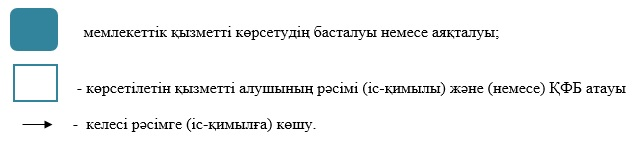 мемлекеттік қызметті көрсетудің басталуы немесе аяқталуы;
- көрсетілетін қызметті алушының рәсімі (іс-қимылы) және (немесе) ҚФБ атауы
- келесі рәсімге (іс-қимылға) көшу.